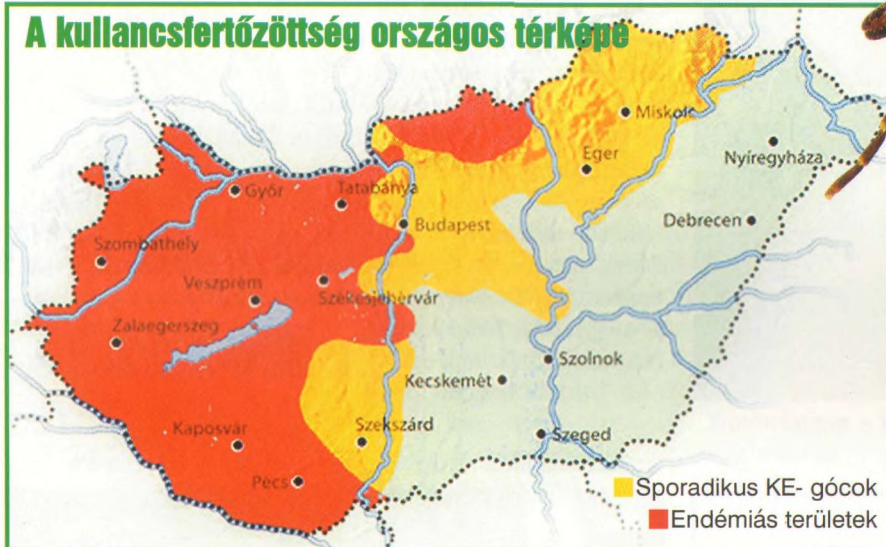 A kullancsfertőzöttség országos térképe
Miskolc
Nyíregyháza
Eger
Győr
Tatabánya
Debrecen
Budapest
Szombathely
Veszprém
Székesfehérvár
Zalaegerszeg
Szolnok
Kecskemét
Kaposvár
Szekszárd
Szeged
Pécs
Sporadikus KE- gócok
Endémiás területek